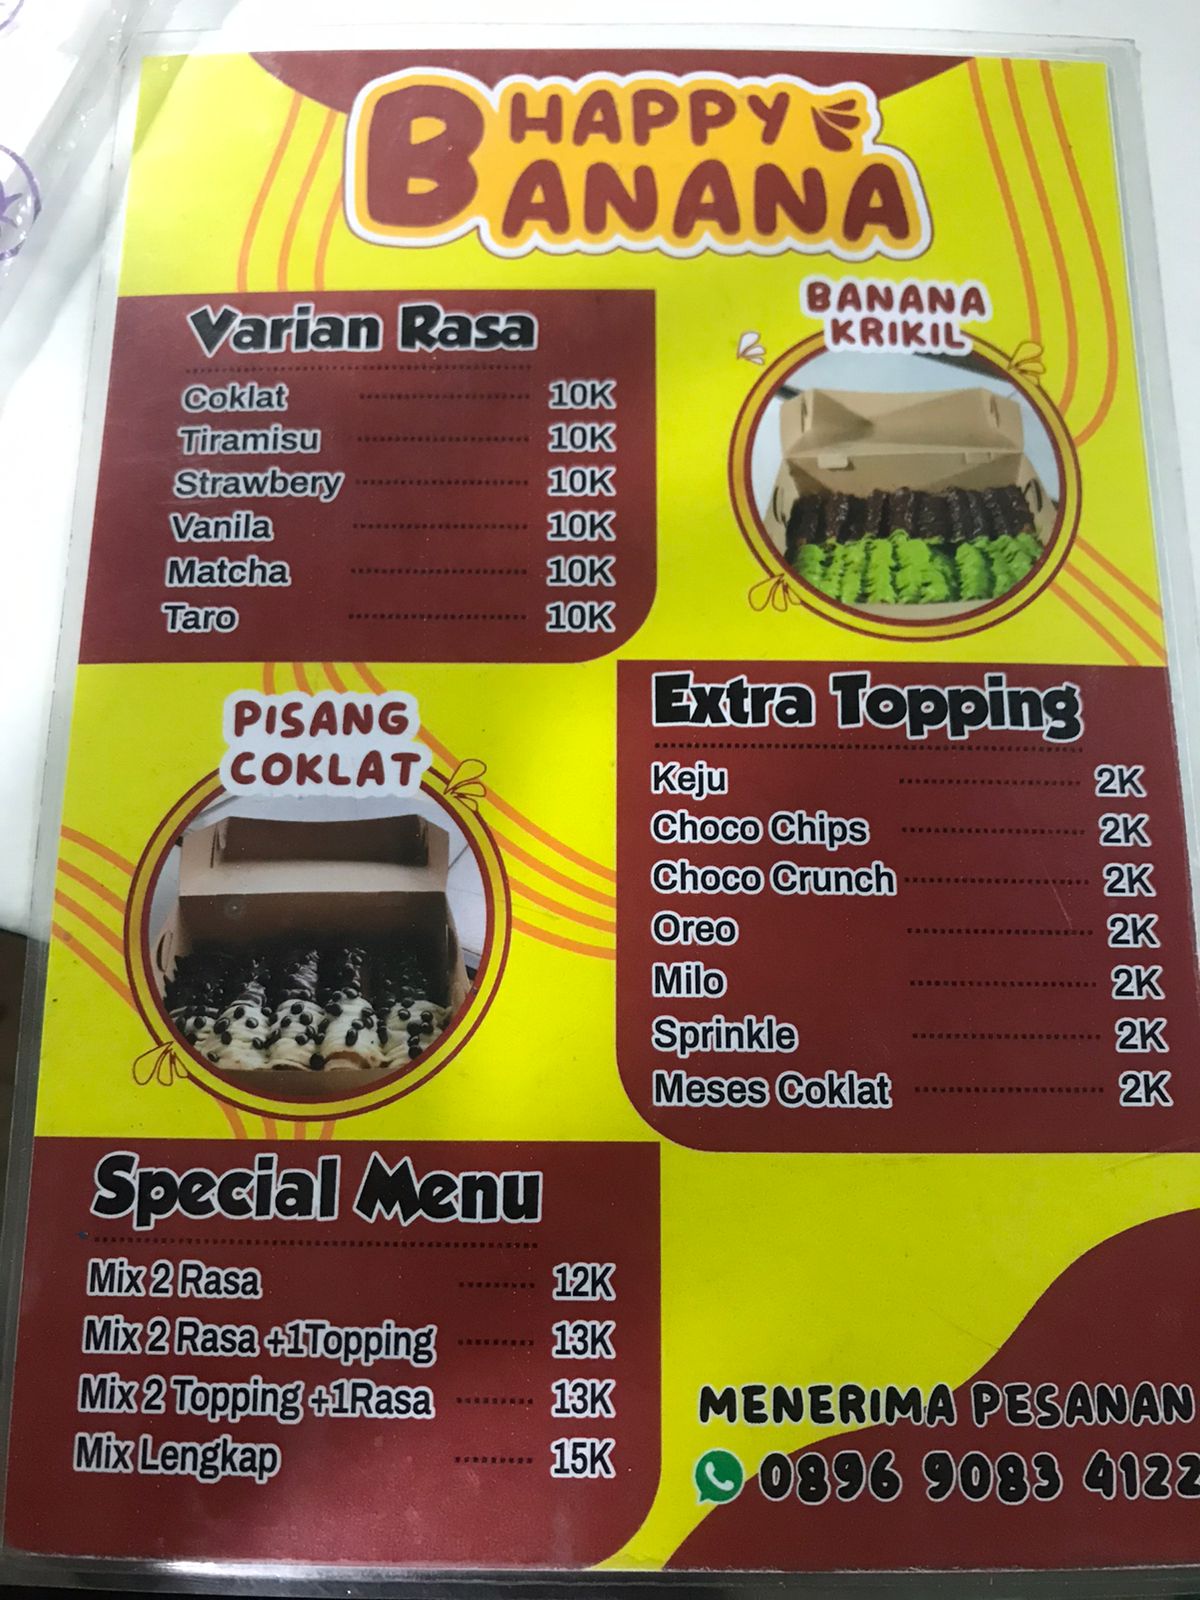 HAPPY
BANANA
Varian Rasa
Coklat 10K
Tiramisu 10K
Strawbery 10K
Vanila 10K
Matcha 10K
Taro 10K
BANANA
KRIKIL
PISANG
COKLAT
Extra Topping
Keju 2K
Choco Chips 2K
Choco Crunch 2K
Oreo 2K
Milo 2K
Sprinkle 2K
Meses Coklat 2K
Special Menu
Mix 2 Rasa 12K
Mix 2 Rasa +1Topping 13K
Mix 2 Topping +1Rasa 13K
Mix Lengkap 15K
MENERIMA PESANAN
0896 9083 4122